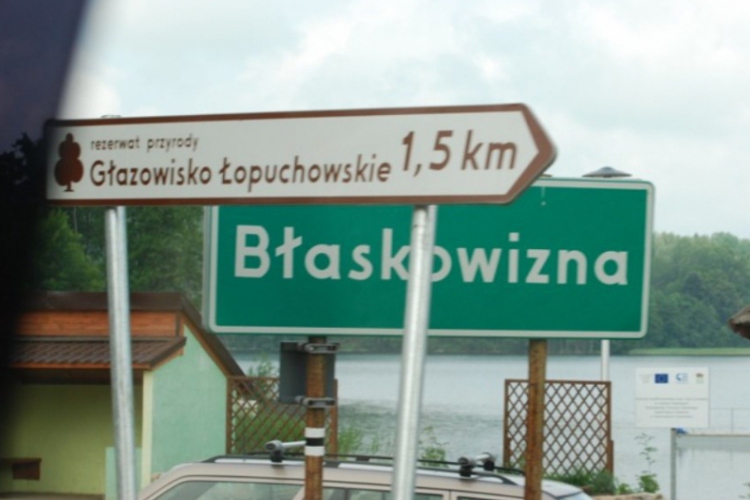 rezerwat przyrody
Głazowisko Łopuchowskie 1,5 km
Błaskowizna